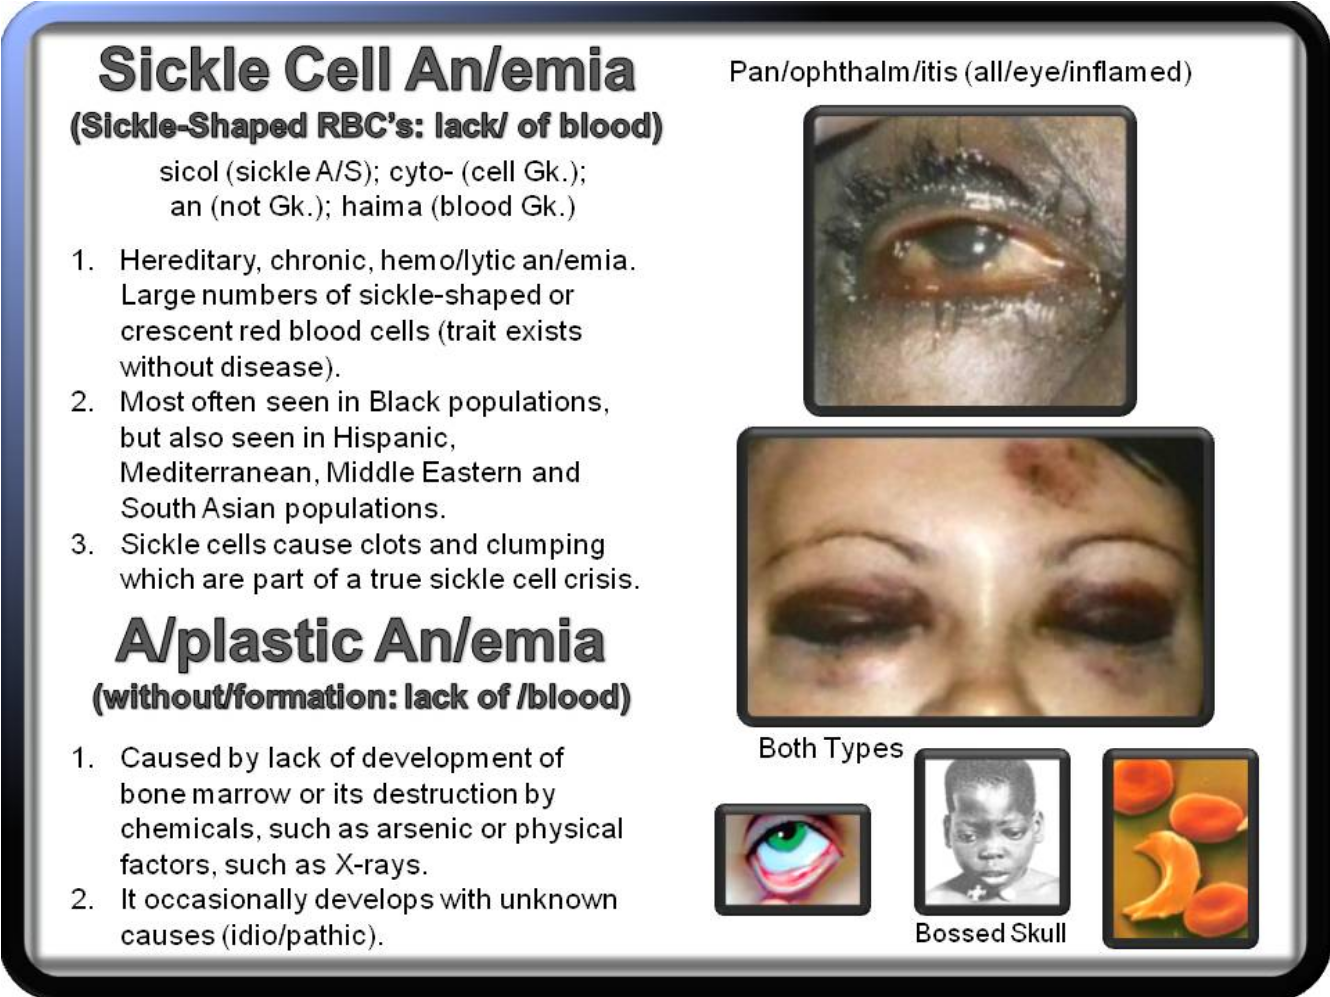 Sickle Cell An/emia
(Sickle-Shaped RBC's: lack/ of blood)
sicol (sickle A/S); cyto- (cell Gk.);
an (not Gk.); haima (blood Gk.)
1. Hereditary, chronic, hemo/lytic an/emia.
Large numbers of sickle-shaped or
crescent red blood cells (trait exists
without disease).
2. Most often seen in Black populations,
but also seen in Hispanic,
Mediterranean, Middle Eastern and
South Asian populations.
3. Sickle cells cause clots and clumping
which are part of a true sickle cell crisis.
A/plastic An/emia
(without/formation: lack of /blood)
1. Caused by lack of development of
bone marrow or its destruction by
chemicals, such as arsenic or physical
factors, such as X-rays.
2. It occasionally develops with unknown
causes (idio/pathic).
Pan/ophthalm/itis (all/eye/inflamed)
Both Types
Bossed Skull